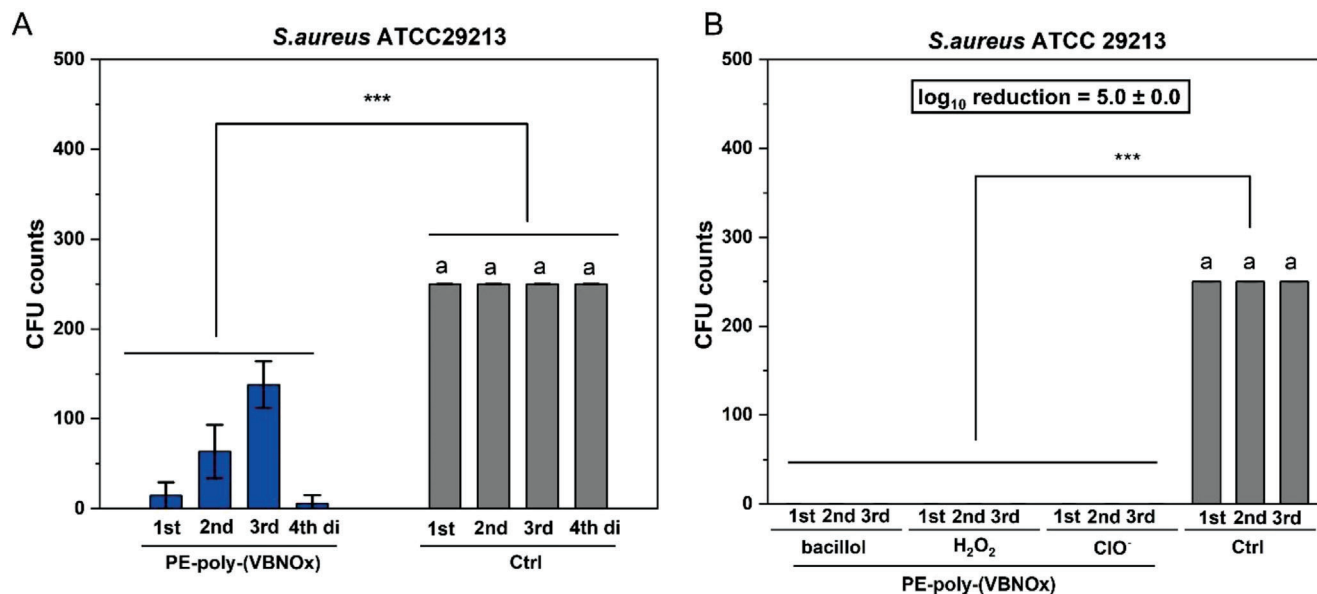 A
S.aureus ATCC29213
500
400
300
200
100
0
CFU counts
***
a a a a
1st 2nd 3rd 4th di 1st 2nd 3rd 4th di
PE-poly-(VBNOx) Ctrl
B
S.aureus ATCC 29213
500
400
300
200
100
0
CFU counts
log₁₀ reduction = 5.0 ± 0.0
***
a a a
1st 2nd 3rd 1st 2nd 3rd 1st 2nd 3rd 1st 2nd 3rd
bacillol H₂O₂ ClO⁻ Ctrl
PE-poly-(VBNOx)